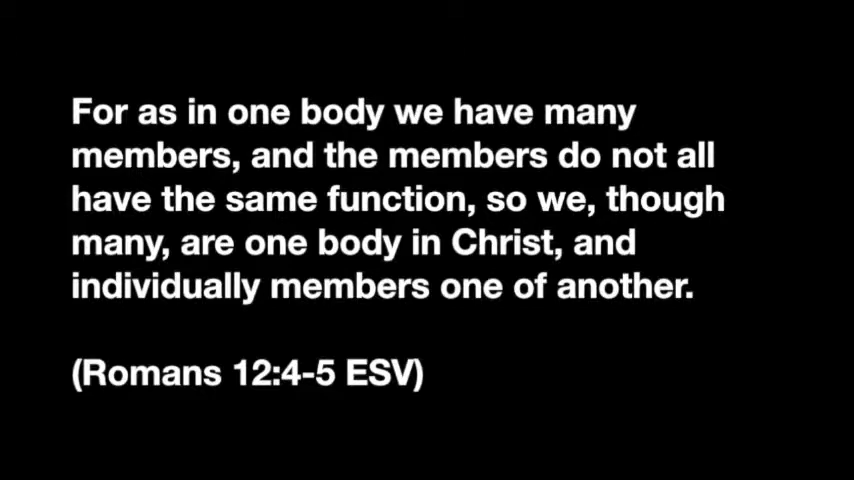 For as in one body we have many
members, and the members do not all
have the same function, so we, though
many, are one body in Christ, and
individually members one of another.
(Romans 12:4-5 ESV)